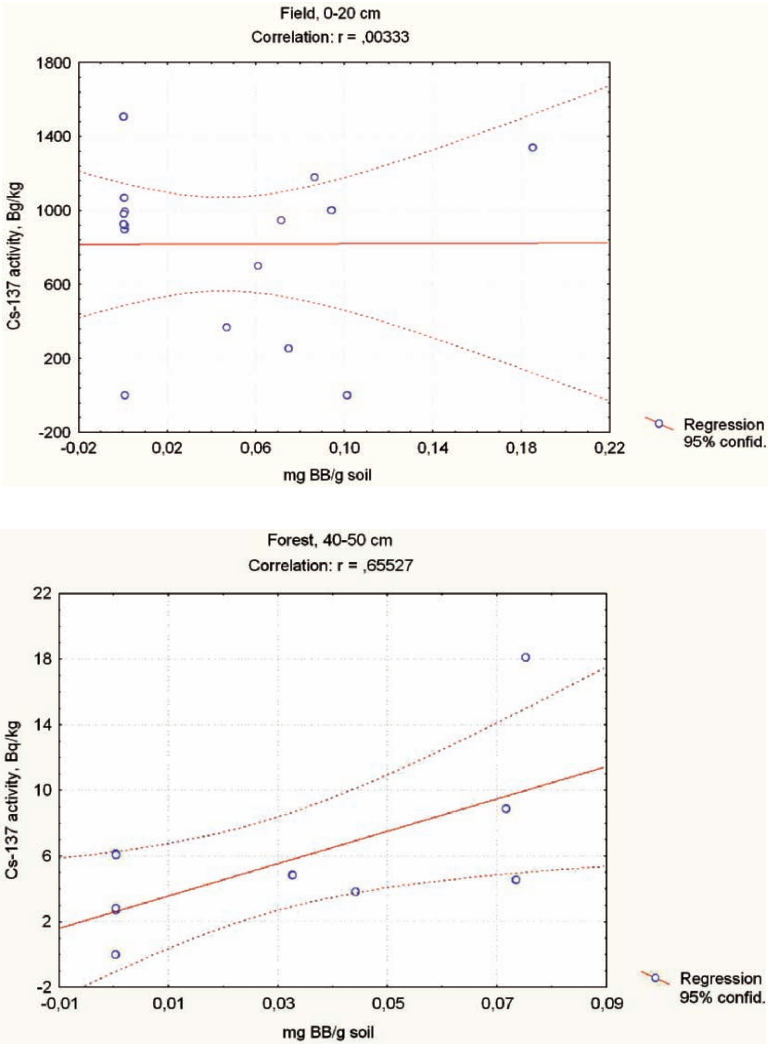 Field, 0-20 cm
Correlation: r = ,00333
1800
1400
1000
600
200
-200
Cs-137 activity, Bg/kg
-0,02
0,02
0,06
0,10
0,14
0,18
0,22
mg BB/g soil
Regression
95% confid.
Forest, 40-50 cm
Correlation: r = ,65527
22
18
14
10
6
2
-2
Cs-137 activity, Bq/kg
-0,01
0,01
0,03
0,05
0,07
0,09
mg BB/g soil
Regression
95% confid.